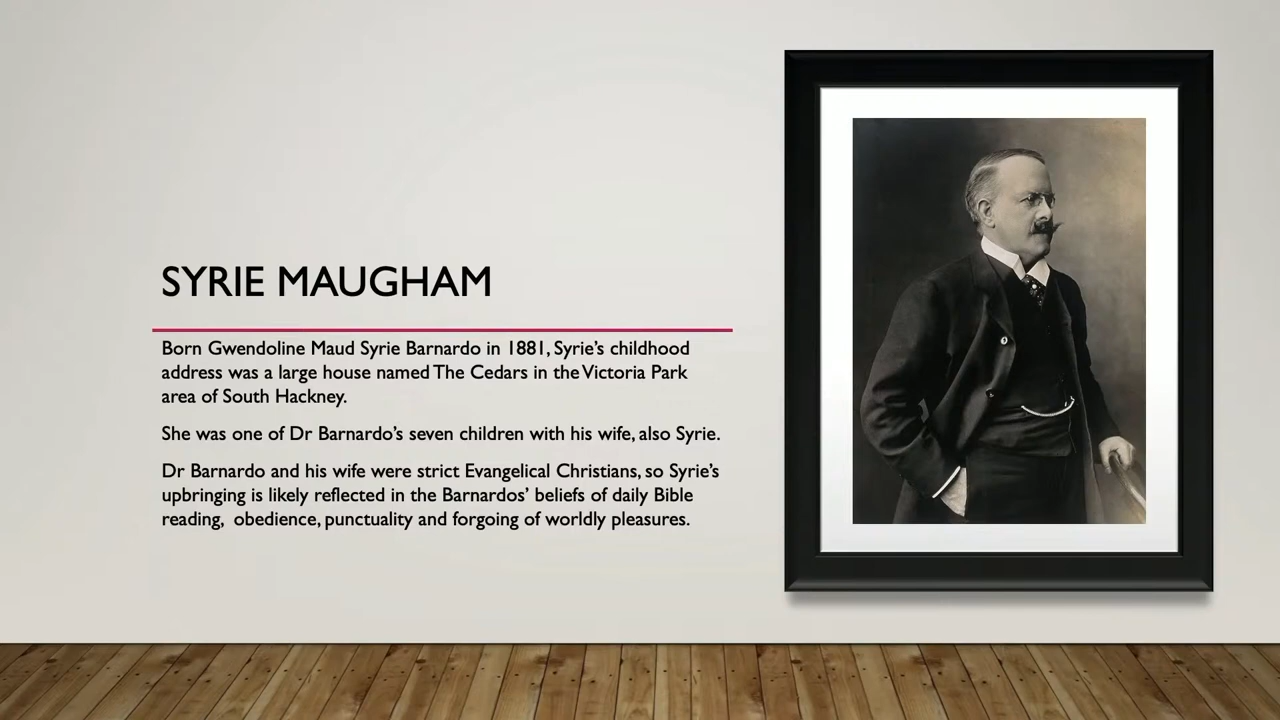 SYRIE MAUGHAM
Born Gwendoline Maud Syrie Barnardo in 1881, Syrie’s childhood
address was a large house named The Cedars in the Victoria Park
area of South Hackney.
She was one of Dr Barnardo’s seven children with his wife, also Syrie.
Dr Barnardo and his wife were strict Evangelical Christians, so Syrie’s
upbringing is likely reflected in the Barnardos’ beliefs of daily Bible
reading,  obedience, punctuality and forgoing of worldly pleasures.